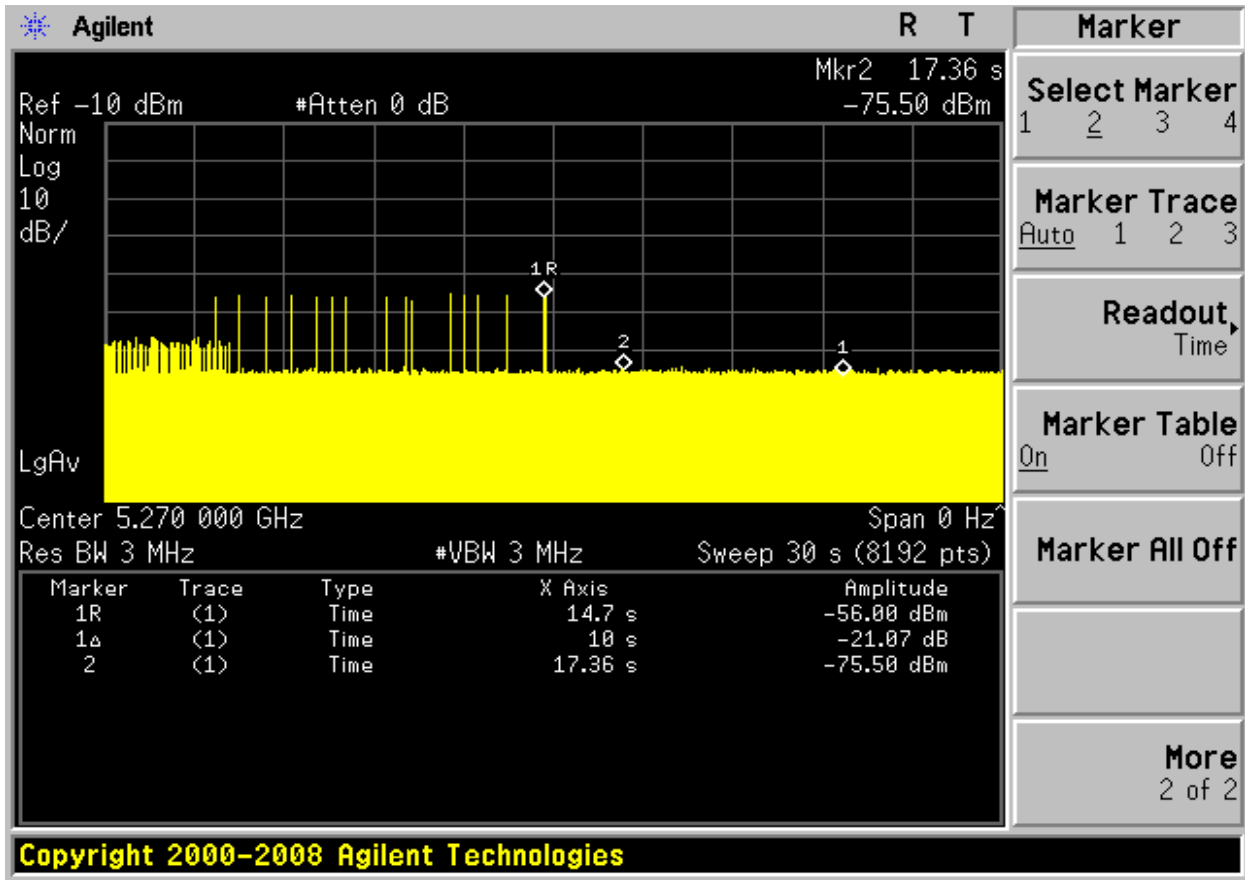 Agilent R T
Mkr2 17.36 s
Ref -10 dBm #Atten 0 dB -75.50 dBm
Norm
Log
10
dB/
1R
2
1
LgAv
Center 5.270 000 GHz Span 0 Hz^
Res BW 3 MHz #VBW 3 MHz Sweep 30 s (8192 pts)
Marker Trace Type X Axis Amplitude
1R (1) Time 14.7 s -56.00 dBm
1Δ (1) Time 10 s -21.07 dB
2 (1) Time 17.36 s -75.50 dBm
Marker
Select Marker
1 2 3 4
Marker Trace
Auto 1 2 3
Readout
Time
Marker Table
On Off
Marker All Off
More
2 of 2
Copyright 2000-2008 Agilent Technologies